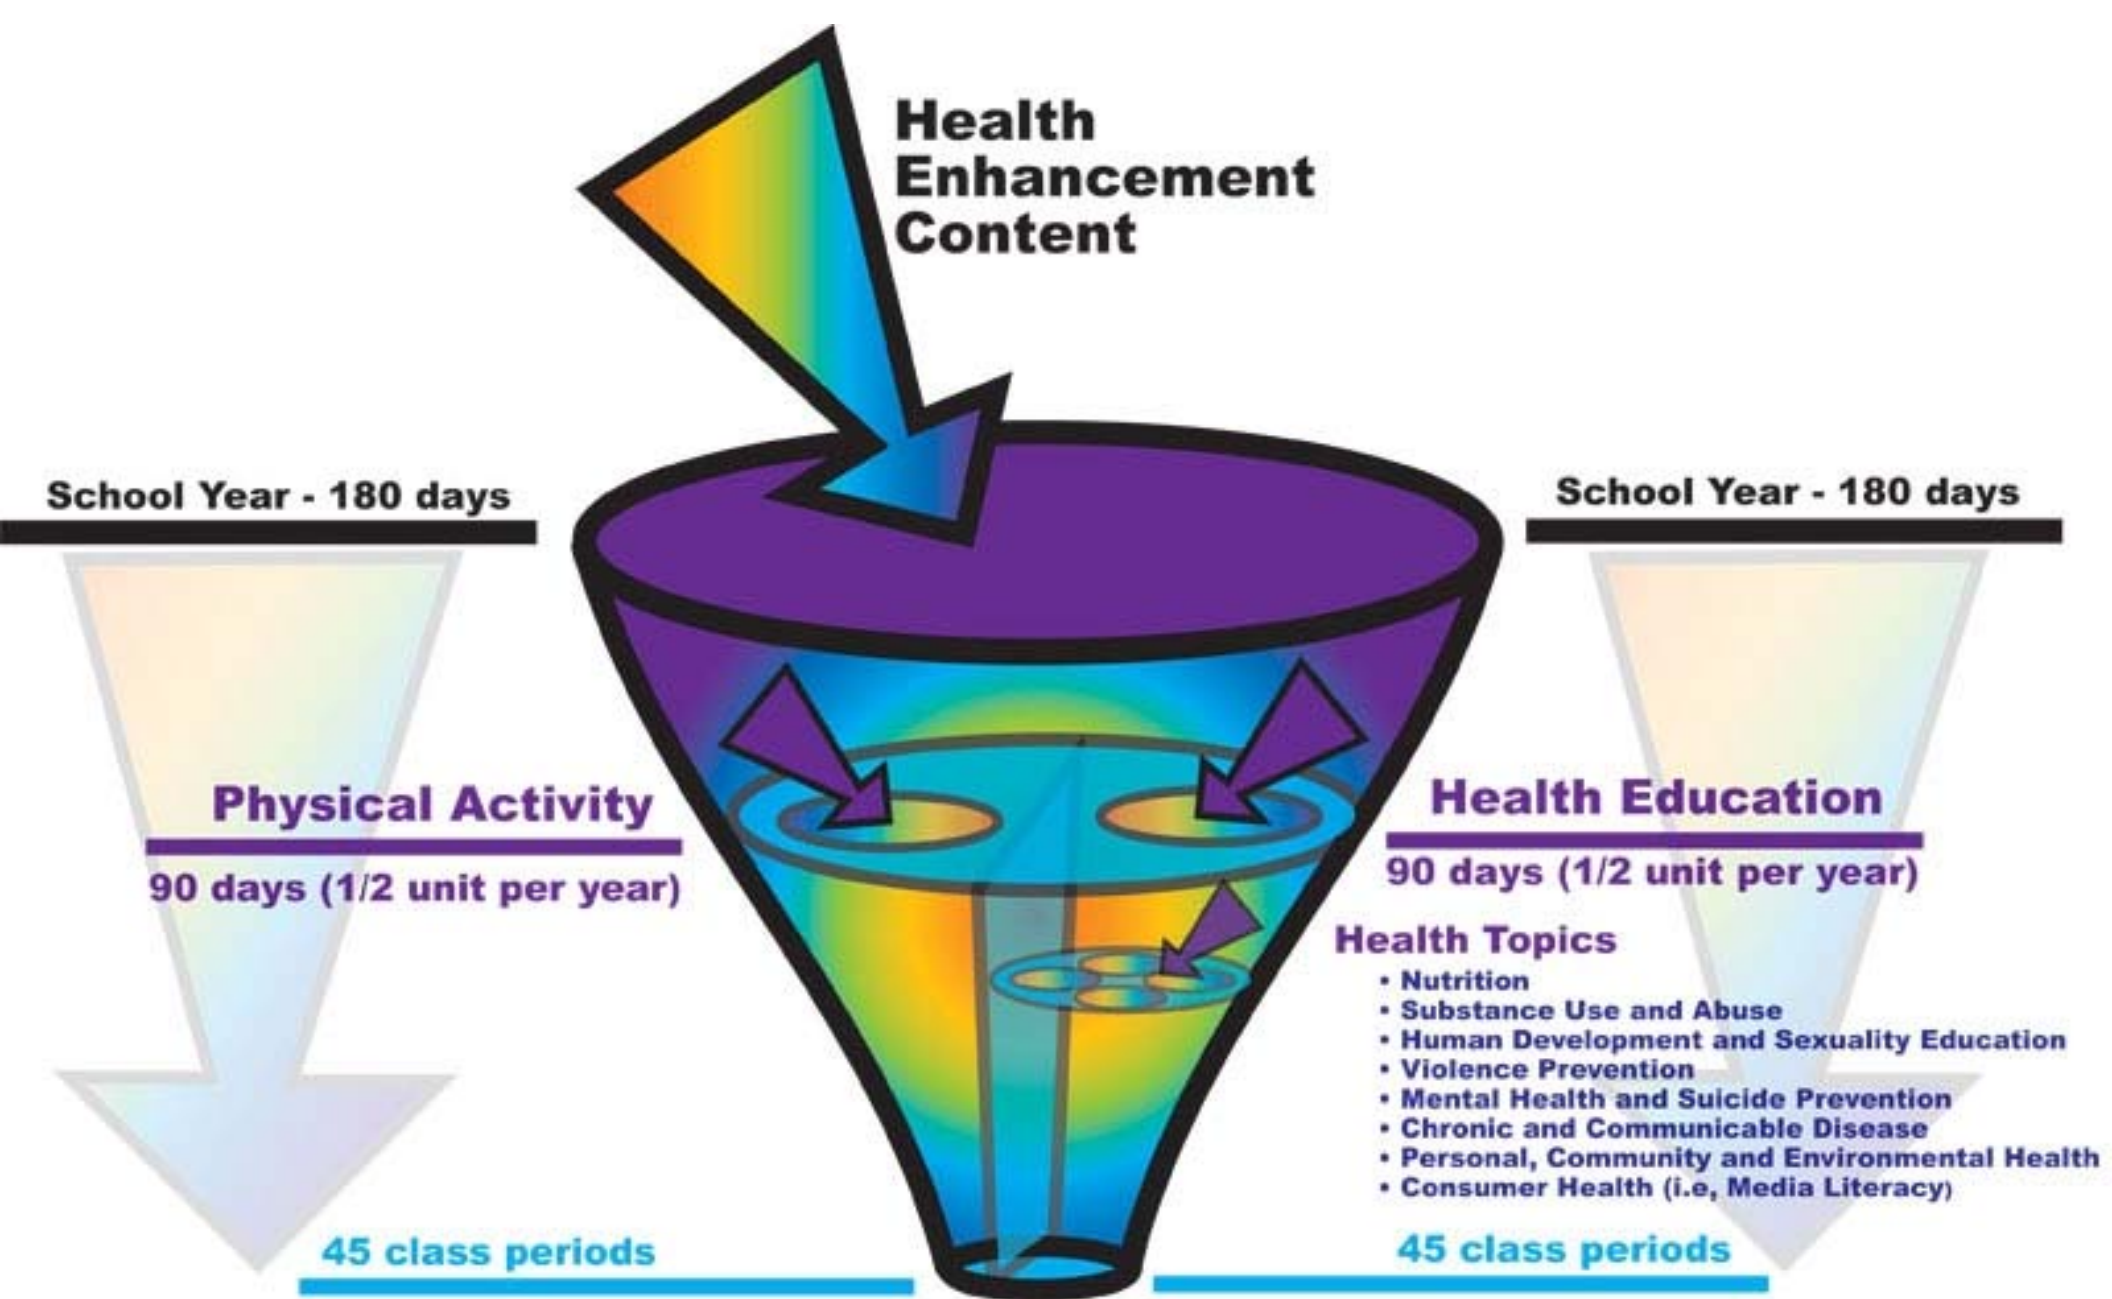 Health
Enhancement
Content
School Year - 180 days
School Year - 180 days
Physical Activity
90 days (1/2 unit per year)
Health Education
90 days (1/2 unit per year)
Health Topics
• Nutrition
• Substance Use and Abuse
• Human Development and Sexuality Education
• Violence Prevention
• Mental Health and Suicide Prevention
• Chronic and Communicable Disease
• Personal, Community and Environmental Health
• Consumer Health (i.e, Media Literacy)
45 class periods
45 class periods